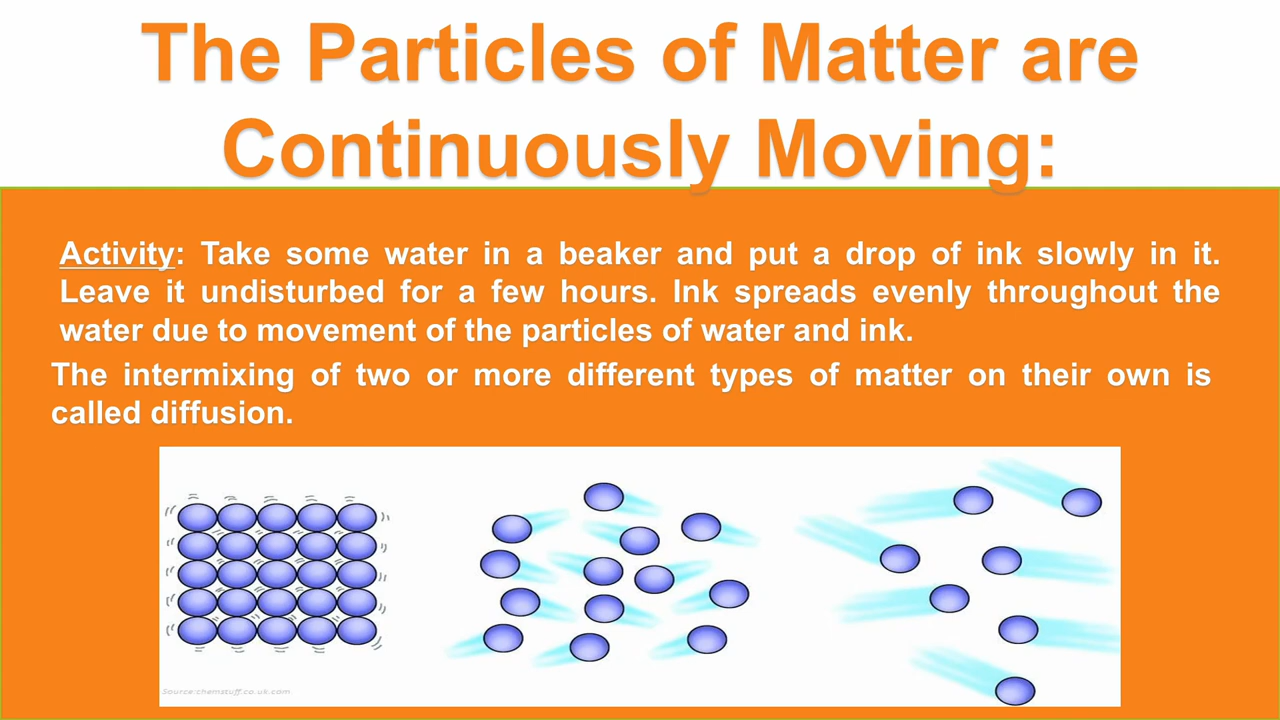 The Particles of Matter are
Continuously Moving:
Activity: Take some water in a beaker and put a drop of ink slowly in it.
Leave it undisturbed for a few hours. Ink spreads evenly throughout the
water due to movement of the particles of water and ink.
The intermixing of two or more different types of matter on their own is
called diffusion.
Source:chemstuff.co.uk.com.